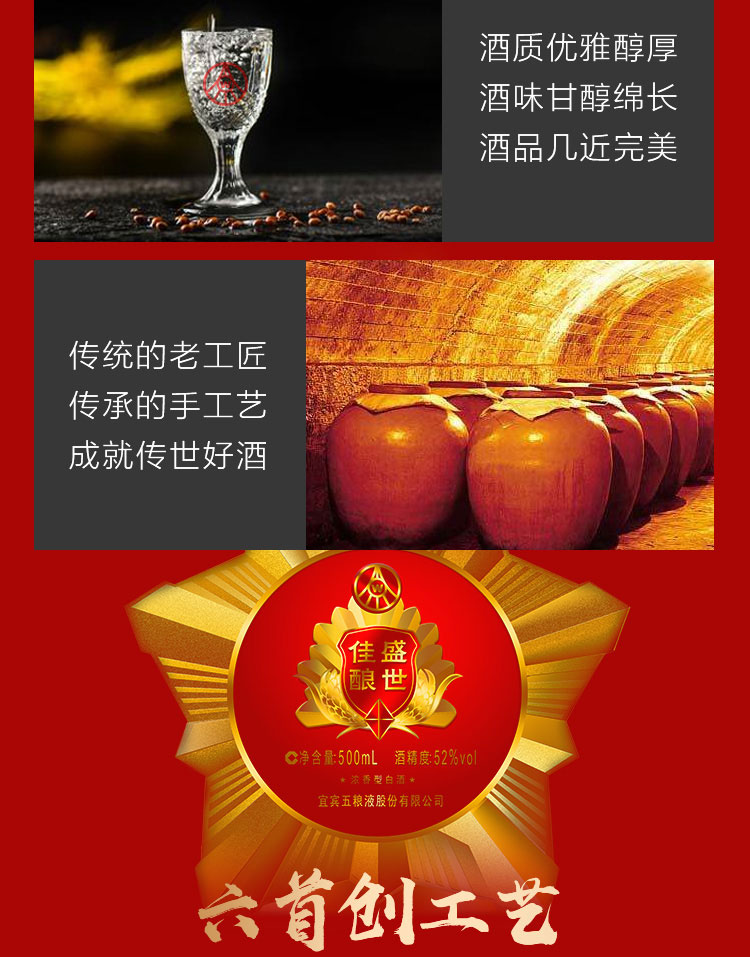 酒质优雅醇厚
酒味甘醇绵长
酒品几近完美
传统的老工匠
传承的手工艺
成就传世好酒
W
佳盛
酿世
净含量:500mL 酒精度:52%vol
★浓香型白酒★
宜宾五粮液股份有限公司
六首创工艺